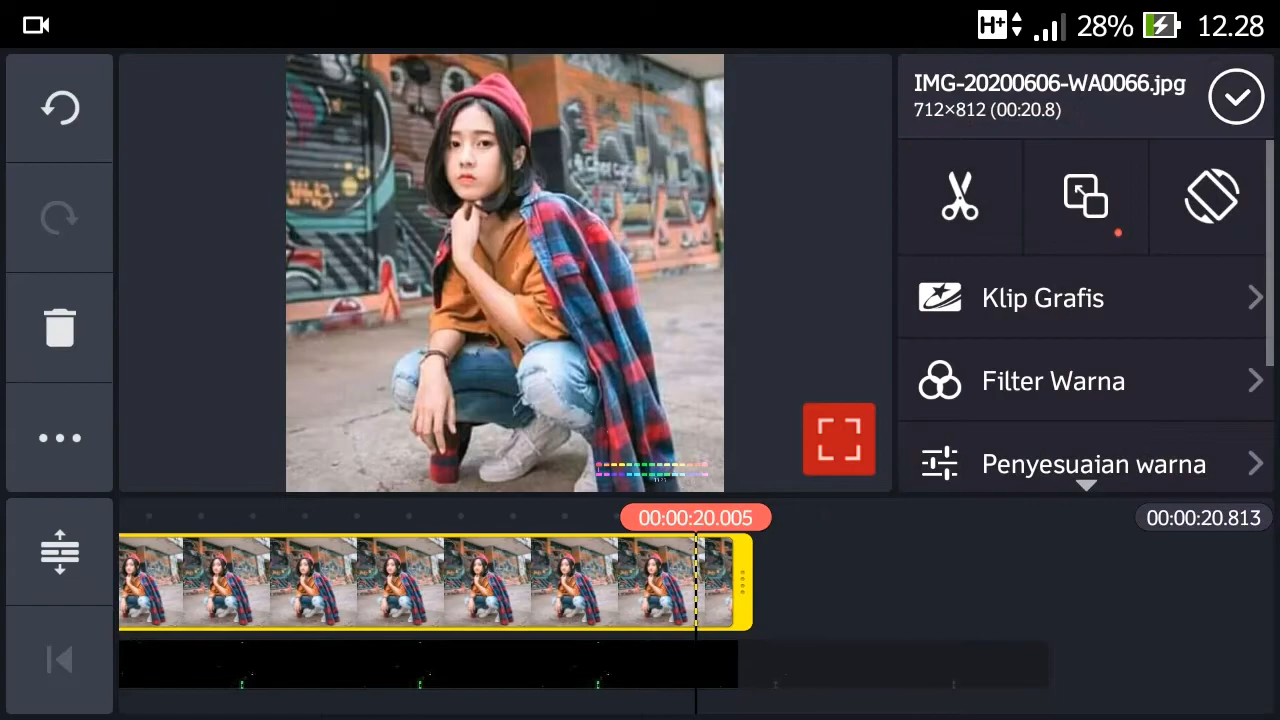 H+ 28% 12.28
IMG-20200606-WA0066.jpg
712×812 (00:20.8)
Klip Grafis
Filter Warna
Penyesuaian warna
00:00:20.005
00:00:20.813